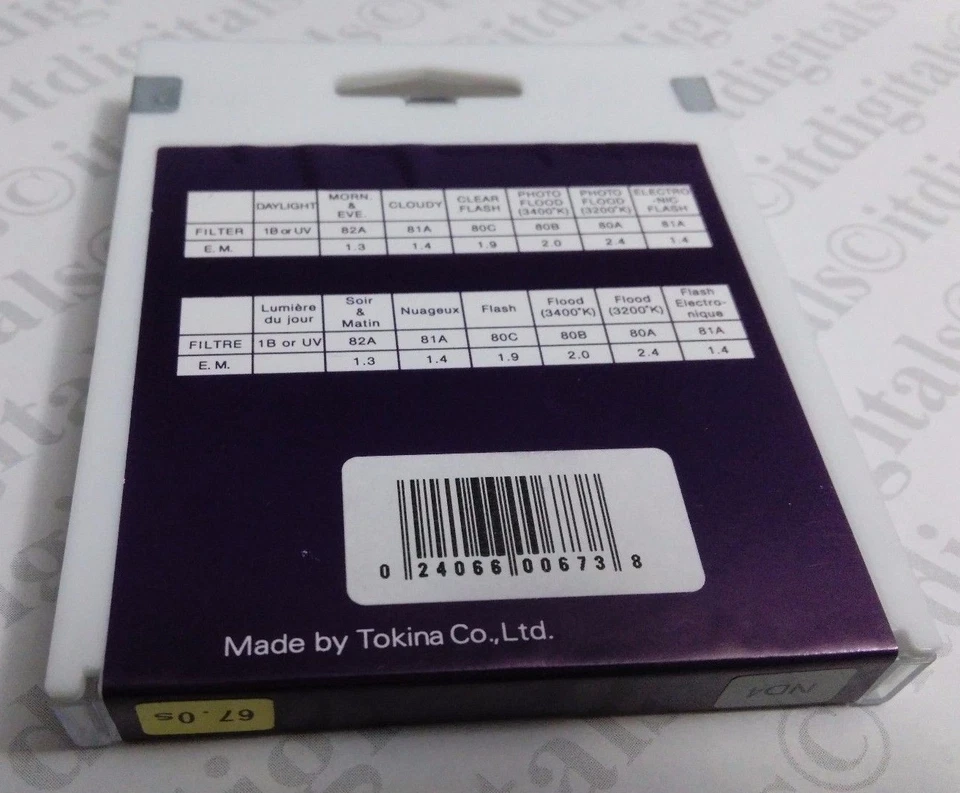 DAYLIGHT MORN. & EVE. CLOUDY CLEAR FLASH PHOTO FLOOD (3400°K) PHOTO FLOOD (3200°K) ELECTRO-NIC FLASH
FILTER 1B or UV 82A 81A 80C 80B 80A 81A
E. M. 1.3 1.4 1.9 2.0 2.4 1.4
Lumière du jour Soir & Matin Nuageux Flash Flood (3400°K) Flood (3200°K) Flash Electro-nique
FILTRE 1B or UV 82A 81A 80C 80B 80A 81A
E. M. 1.3 1.4 1.9 2.0 2.4 1.4
0 24066 00673 8
Made by Tokina Co.,Ltd.
67.0s ND4
itdigitals©